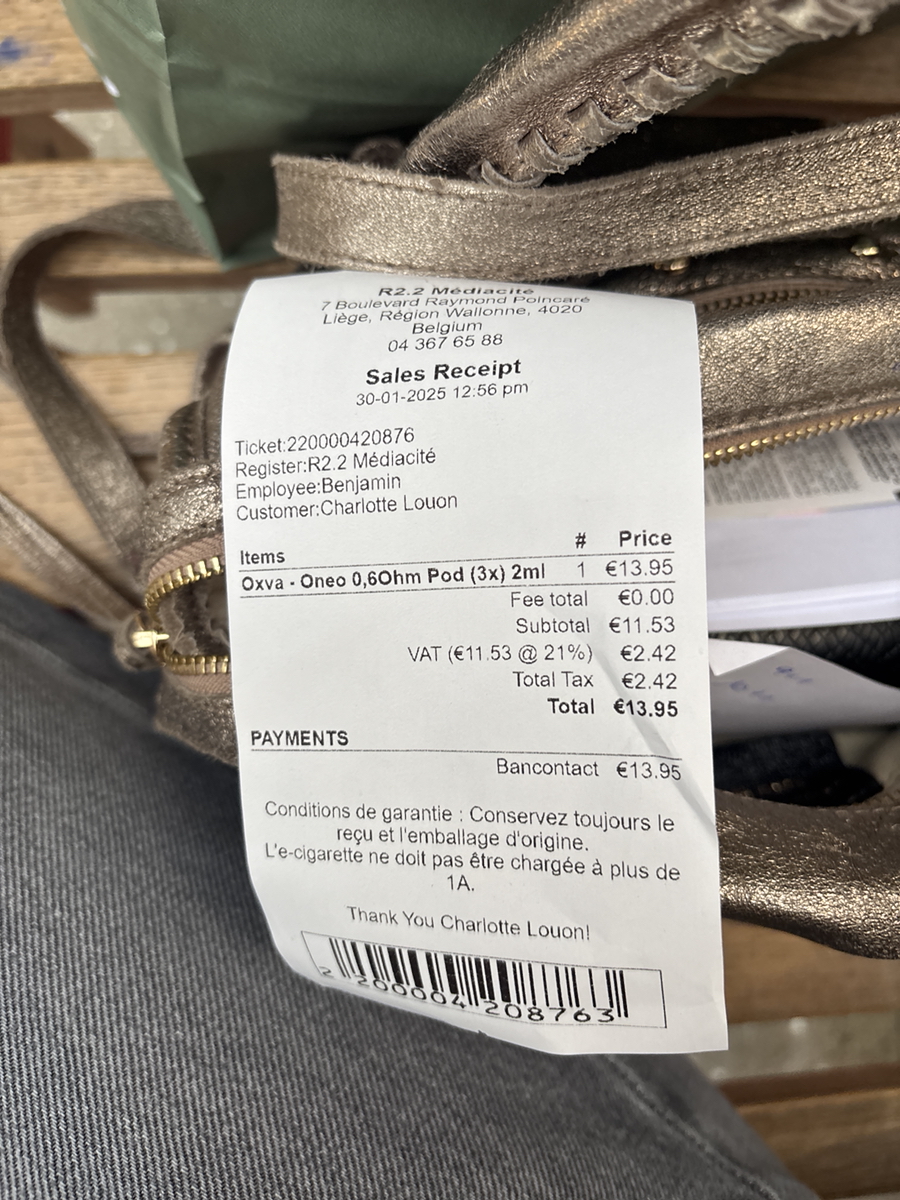 R2.2 Médiacité
7 Boulevard Raymond Poincaré
Liège, Région Wallonne, 4020
Belgium
04 367 65 88
Sales Receipt
30-01-2025 12:56 pm
Ticket:220000420876
Register:R2.2 Médiacité
Employee:Benjamin
Customer:Charlotte Louon
Items # Price
Oxva - Oneo 0,6Ohm Pod (3x) 2ml 1 €13.95
Fee total €0.00
Subtotal €11.53
VAT (€11.53 @ 21%) €2.42
Total Tax €2.42
Total €13.95
PAYMENTS
Bancontact €13.95
Conditions de garantie : Conservez toujours le
reçu et l'emballage d'origine.
L'e-cigarette ne doit pas être chargée à plus de
1A.
Thank You Charlotte Louon!
2 200004 208763